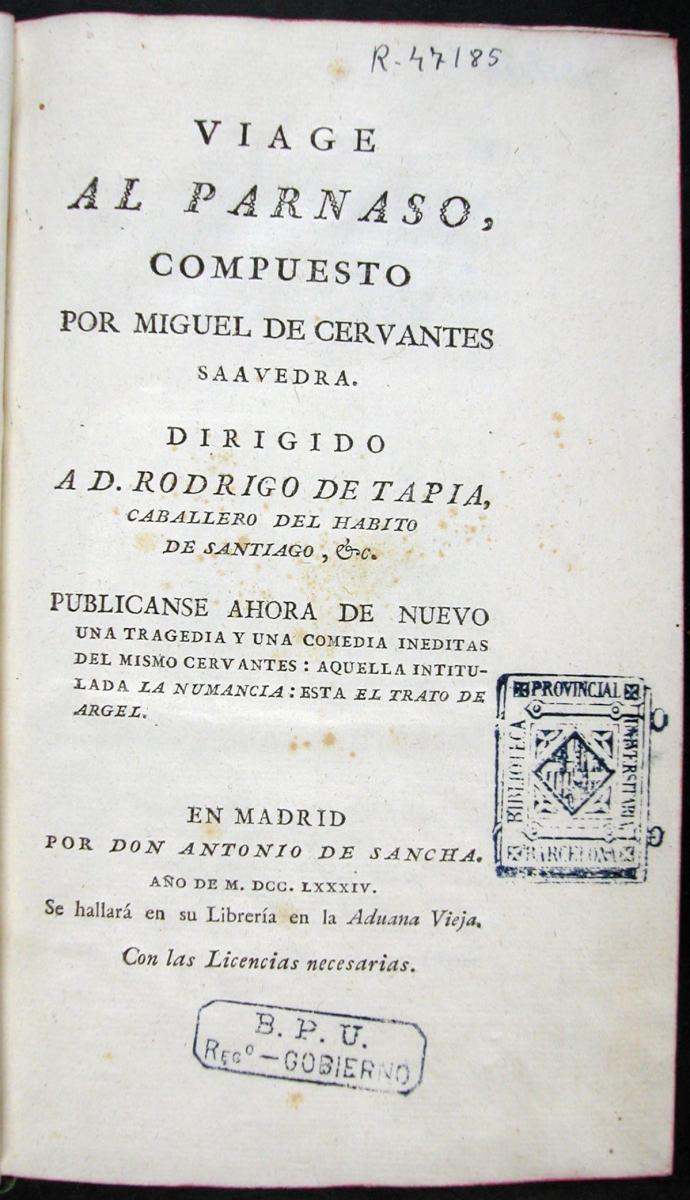 R-47185
VIAGE
AL PARNASO,
COMPUESTO
POR MIGUEL DE CERVANTES
SAAVEDRA.
DIRIGIDO
A D. RODRIGO DE TAPIA,
CABALLERO DEL HABITO
DE SANTIAGO, &c.
PUBLICANSE AHORA DE NUEVO
UNA TRAGEDIA Y UNA COMEDIA INEDITAS
DEL MISMO CERVANTES: AQUELLA INTITU-
LADA LA NUMANCIA: ESTA EL TRATO DE
ARGEL.
BIBLIOTECA
PROVINCIAL
UNIVERSITARIA
BARCELONA
EN MADRID
POR DON ANTONIO DE SANCHA.
AÑO DE M. DCC. LXXXIV.
Se hallará en su Librería en la Aduana Vieja.
Con las Licencias necesarias.
B. P. U.
REGº-GOBIERNO